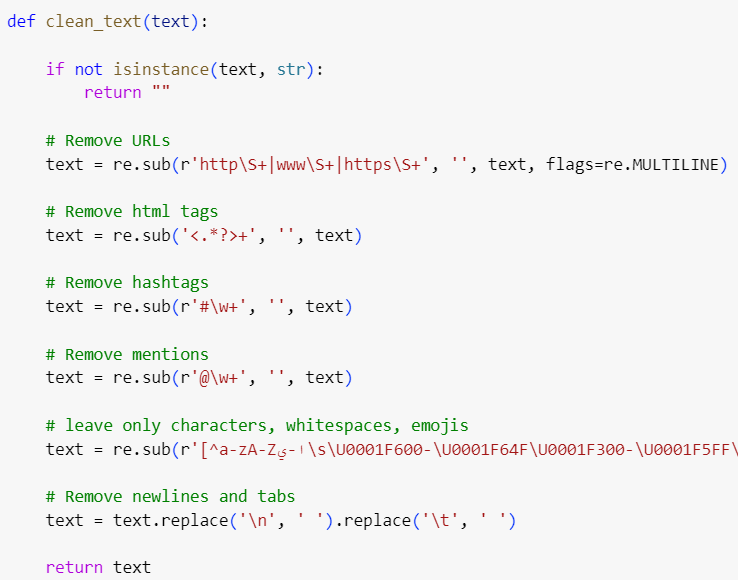 def clean_text(text):
    if not isinstance(text, str):
        return ""
    # Remove URLs
    text = re.sub(r'http\S+|www\S+|https\S+', '', text, flags=re.MULTILINE)
    # Remove html tags
    text = re.sub('<.*?>+', '', text)
    # Remove hashtags
    text = re.sub(r'#\w+', '', text)
    # Remove mentions
    text = re.sub(r'@\w+', '', text)
    # leave only characters, whitespaces, emojis
    text = re.sub(r'[^a-zA-Zا-ي\s\U0001F600-\U0001F64F\U0001F300-\U0001F5FF\
    # Remove newlines and tabs
    text = text.replace('\n', ' ').replace('\t', ' ')
    return text